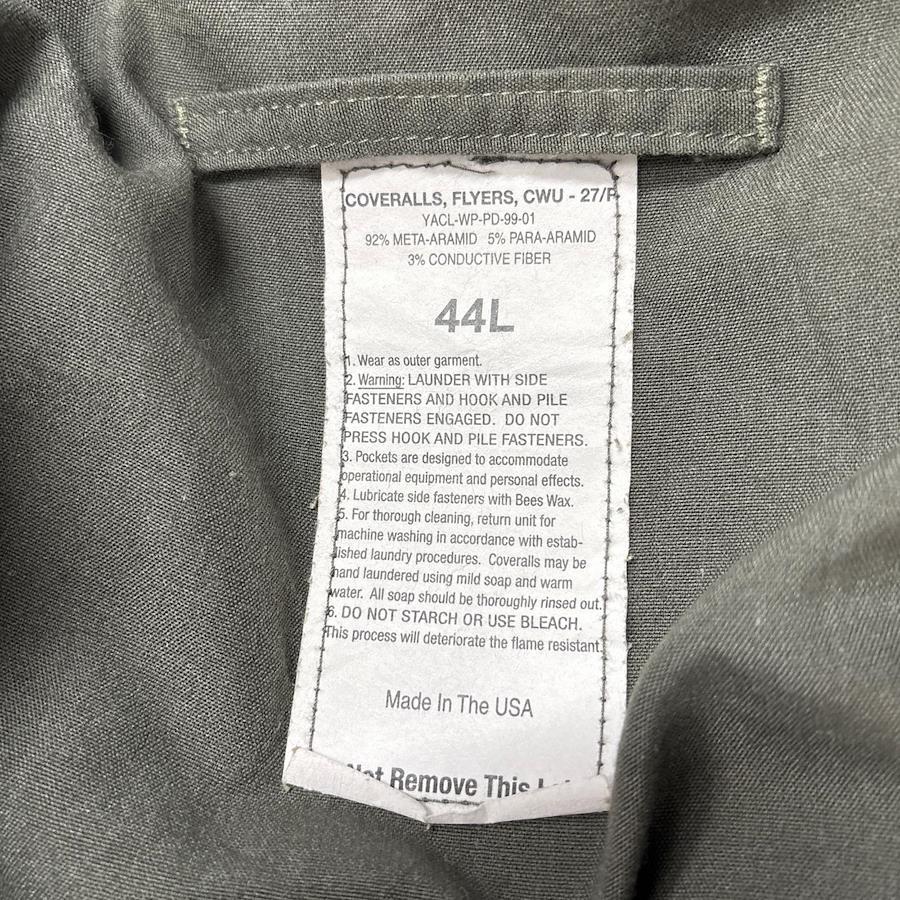 COVERALLS, FLYERS, CWU - 27/P
YACL-WP-PD-99-01
92% META-ARAMID 5% PARA-ARAMID
3% CONDUCTIVE FIBER
44L
1. Wear as outer garment.
2. Warning: LAUNDER WITH SIDE
FASTENERS AND HOOK AND PILE
FASTENERS ENGAGED. DO NOT
PRESS HOOK AND PILE FASTENERS.
3. Pockets are designed to accommodate
operational equipment and personal effects.
4. Lubricate side fasteners with Bees Wax.
5. For thorough cleaning, return unit for
machine washing in accordance with estab-
lished laundry procedures. Coveralls may be
hand laundered using mild soap and warm
water. All soap should be thoroughly rinsed out.
6. DO NOT STARCH OR USE BLEACH.
This process will deteriorate the flame resistant.
Made In The USA
Not Remove This